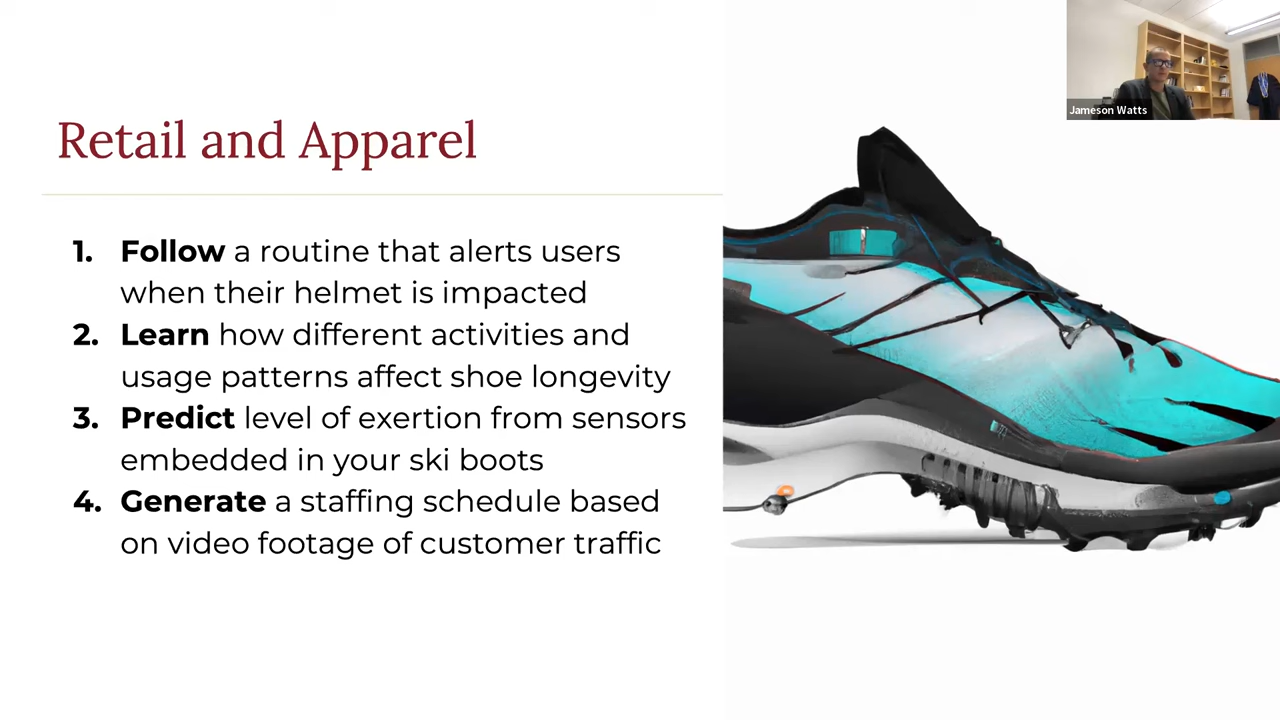 Jameson Watts
Retail and Apparel
1. Follow a routine that alerts users
when their helmet is impacted
2. Learn how different activities and
usage patterns affect shoe longevity
3. Predict level of exertion from sensors
embedded in your ski boots
4. Generate a staffing schedule based
on video footage of customer traffic